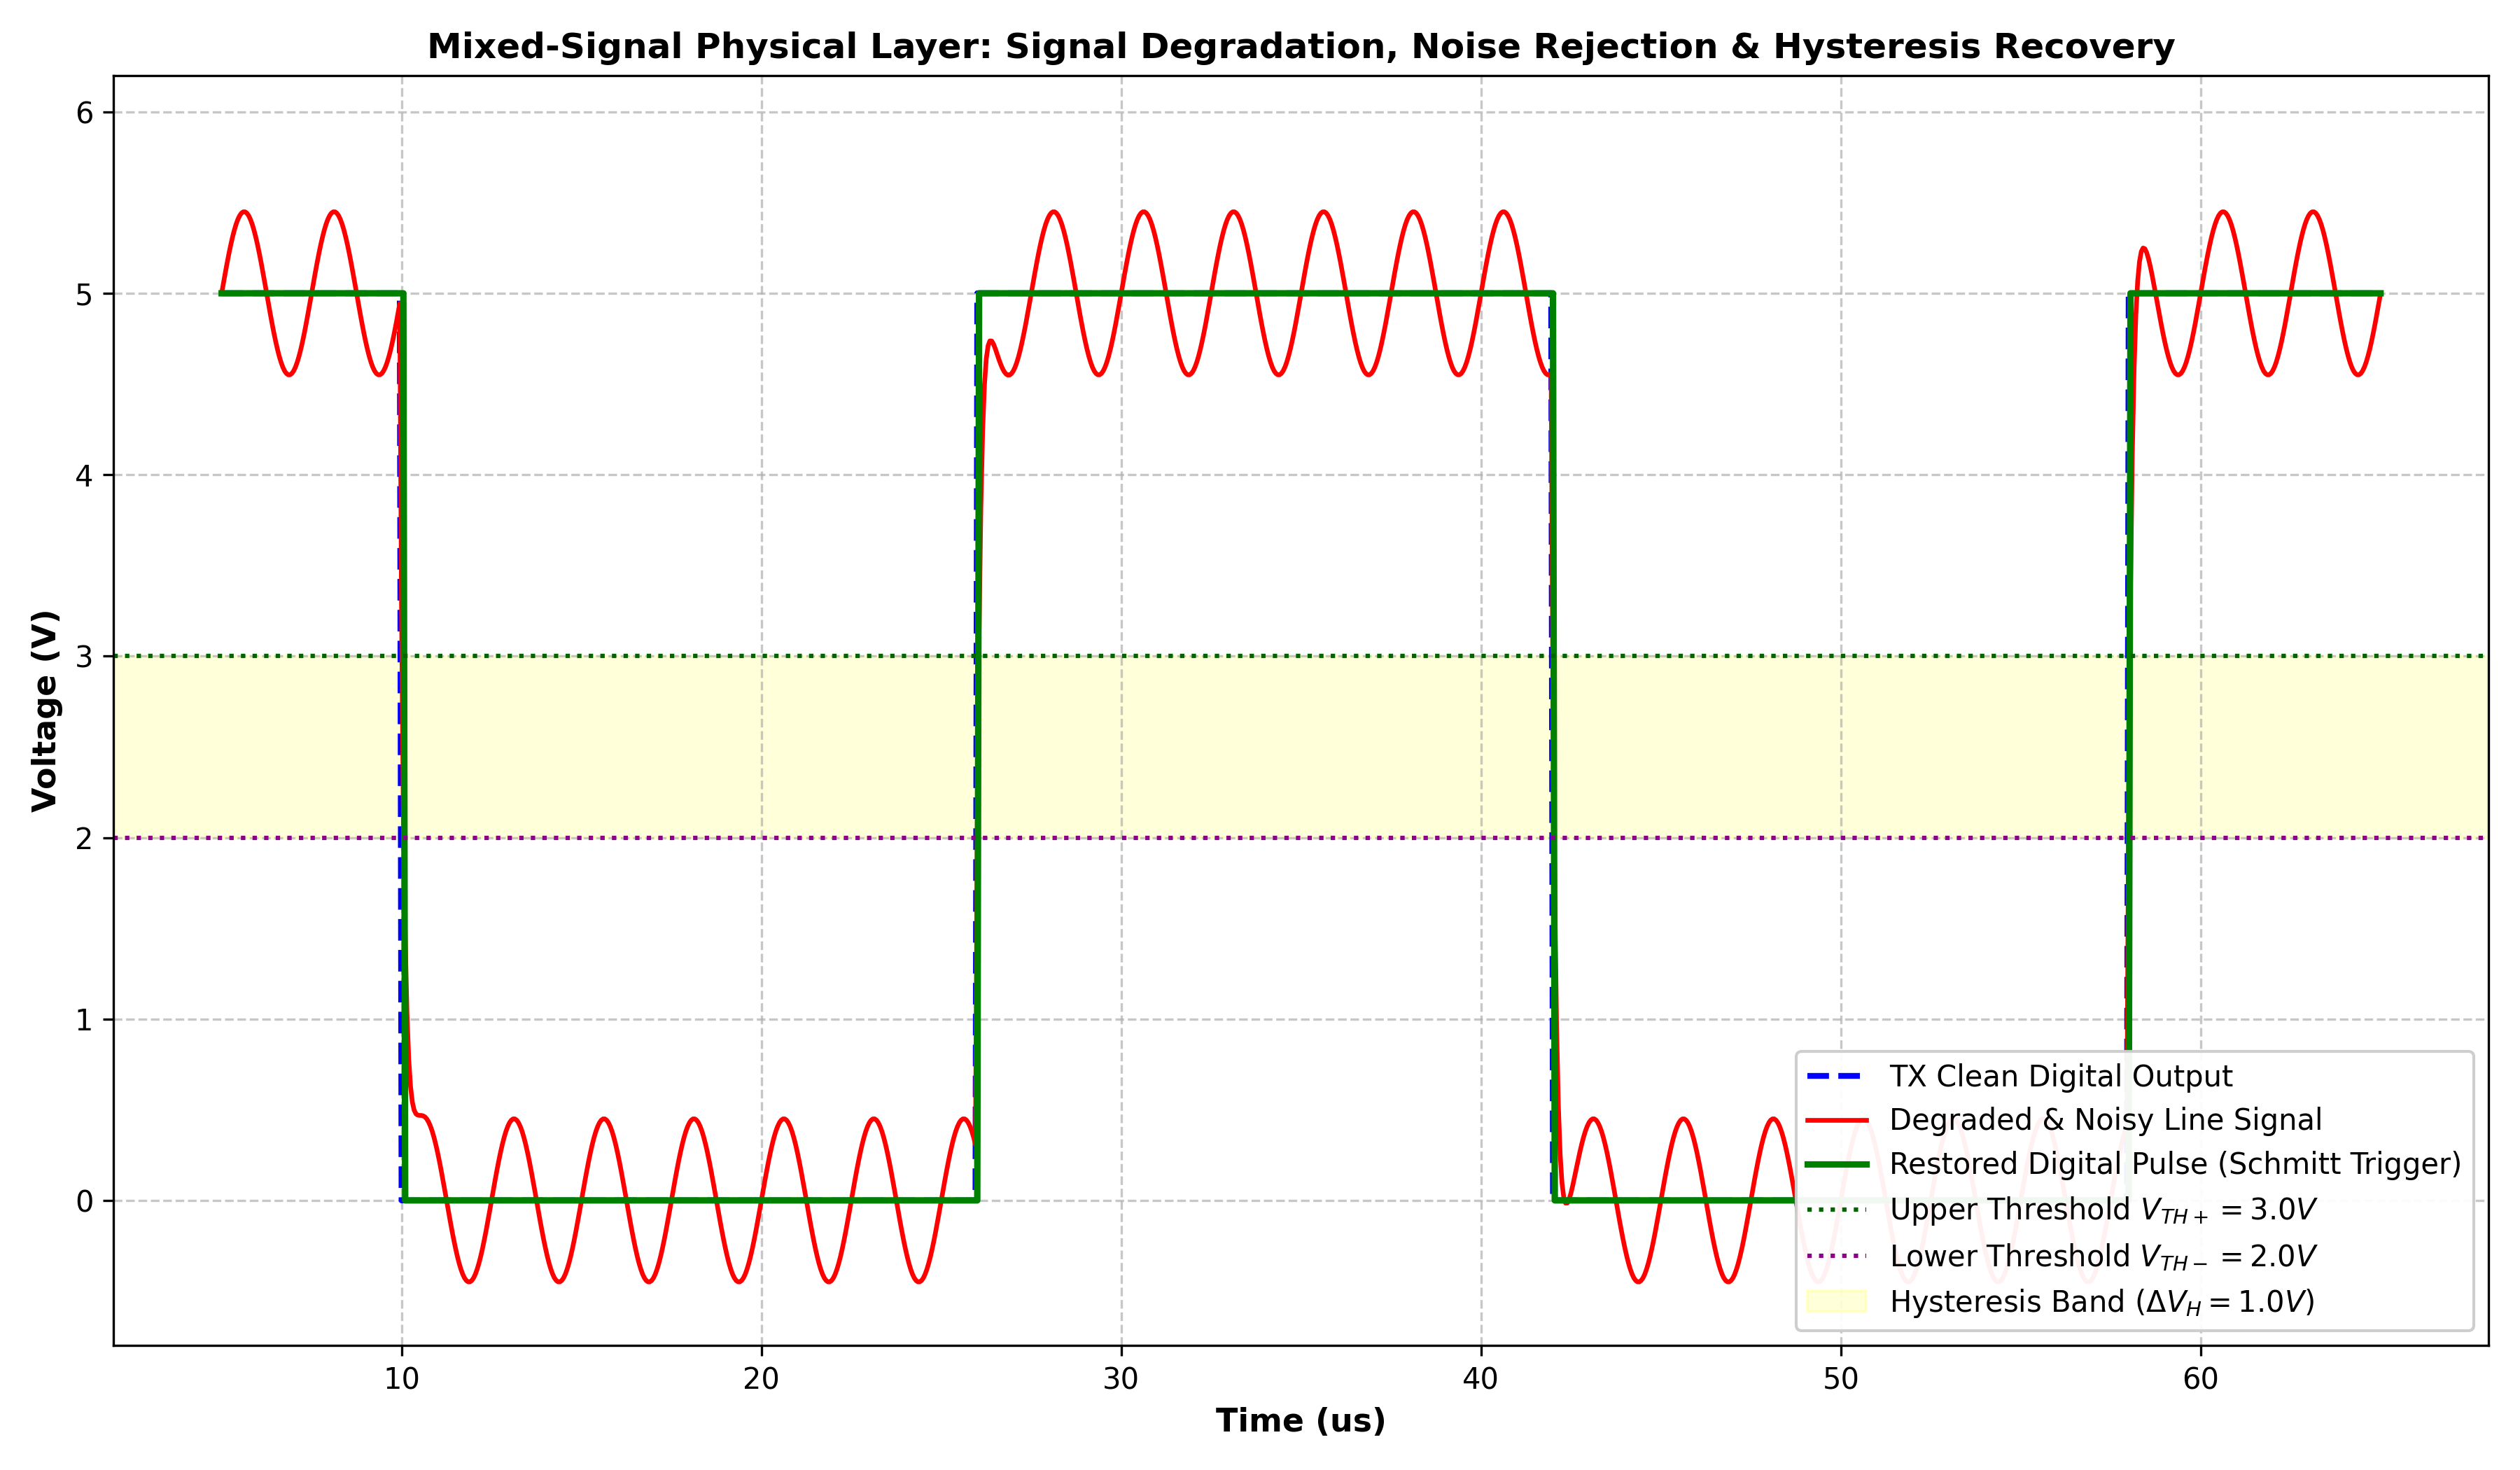 Mixed-Signal Physical Layer: Signal Degradation, Noise Rejection & Hysteresis Recovery
Voltage (V)
6
5
4
3
2
1
0
TX Clean Digital Output
Degraded & Noisy Line Signal
Restored Digital Pulse (Schmitt Trigger)
Upper Threshold V_{TH+} = 3.0V
Lower Threshold V_{TH−} = 2.0V
Hysteresis Band (ΔV_H = 1.0V)
10 20 30 40 50 60
Time (us)